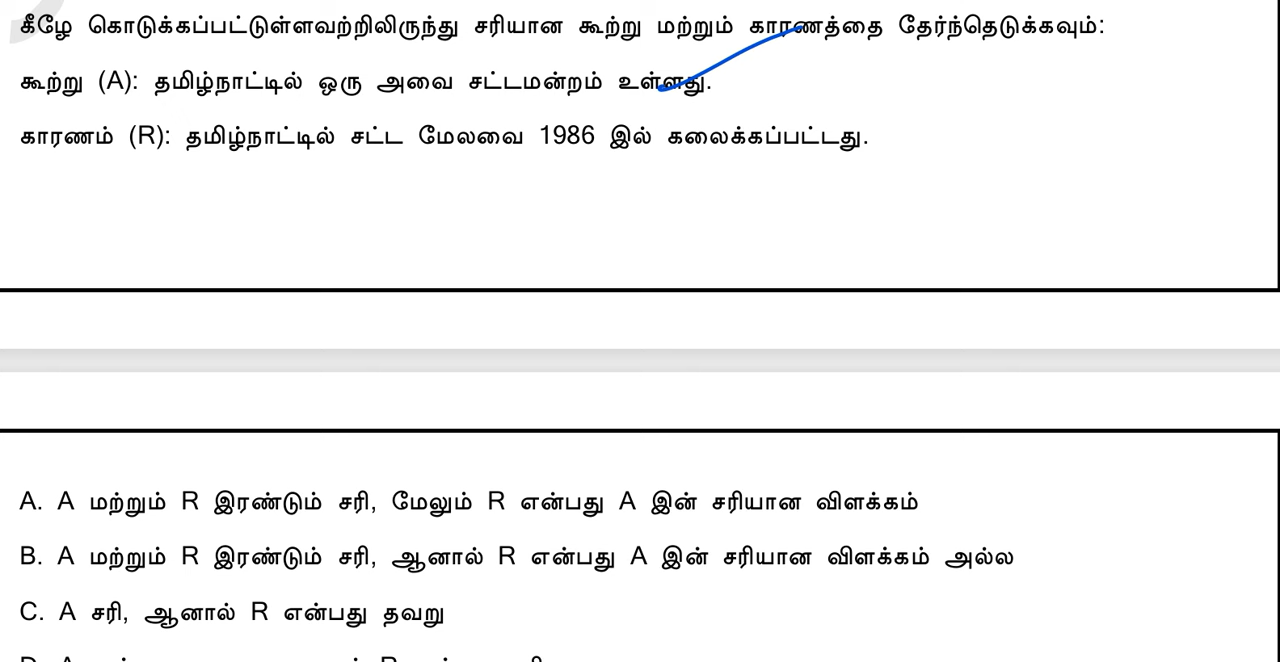 கீழே கொடுக்கப்பட்டுள்ளவற்றிலிருந்து சரியான கூற்று மற்றும் காரணத்தை தேர்ந்தெடுக்கவும்:
கூற்று (A): தமிழ்நாட்டில் ஒரு அவை சட்டமன்றம் உள்ளது.
காரணம் (R): தமிழ்நாட்டில் சட்ட மேலவை 1986 இல் கலைக்கப்பட்டது.
A. A மற்றும் R இரண்டும் சரி, மேலும் R என்பது A இன் சரியான விளக்கம்
B. A மற்றும் R இரண்டும் சரி, ஆனால் R என்பது A இன் சரியான விளக்கம் அல்ல
C. A சரி, ஆனால் R என்பது தவறு